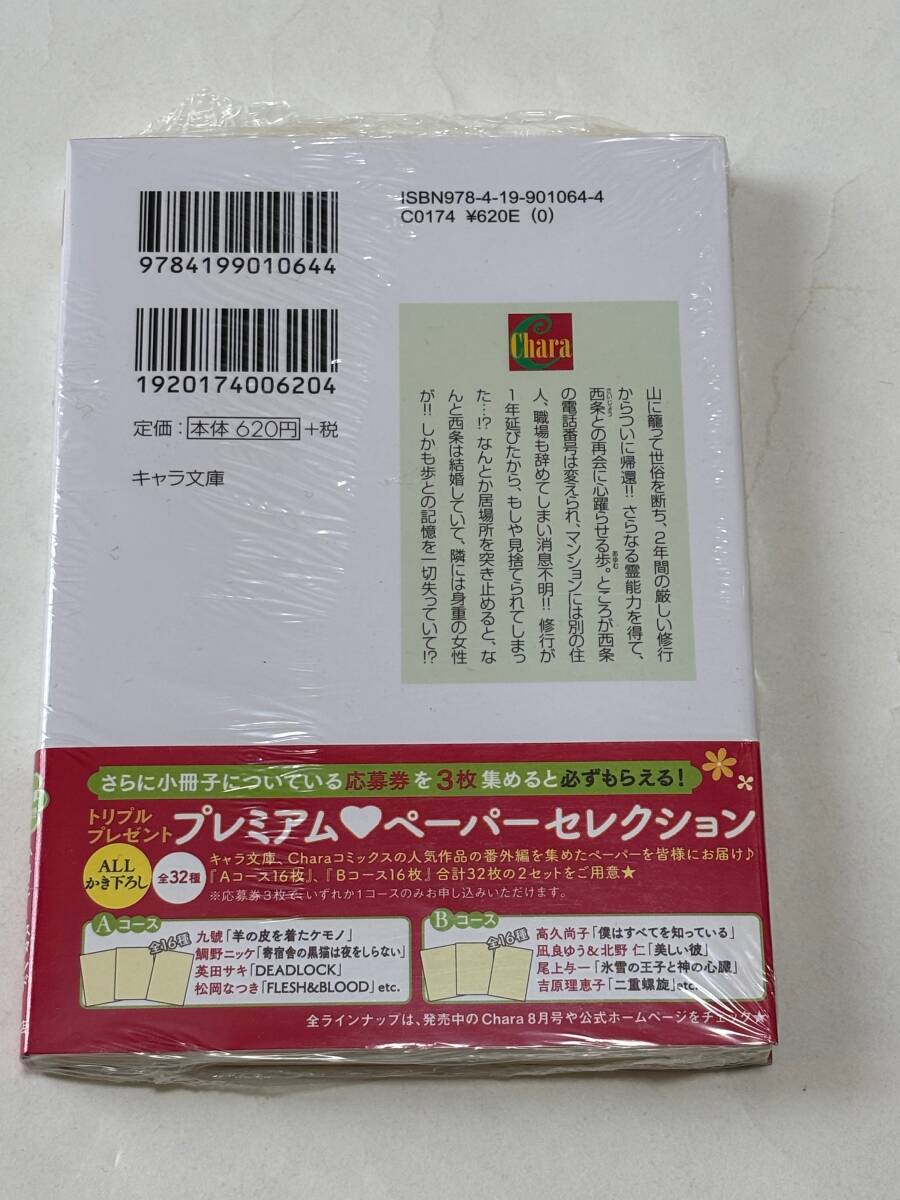 ISBN978-4-19-901064-4
C0174 ¥620E (0)
9784199010644
1920174006204
定価：本体 620円+税
キャラ文庫
Chara
山に籠って世俗を断ち、2年間の厳しい修行
からついに帰還!! さらなる霊能力を得て、
西条との再会に心躍らせる歩。ところが西条
さいじょう
あゆむ
の電話番号は変えられ、マンションには別の住
人、職場も辞めてしまい消息不明!! 修行が
1年延びたから、もしや見捨てられてしまっ
た…!? なんとか居場所を突き止めると、な
んと西条は結婚していて、隣には身重の女性
が!! しかも歩との記憶を一切失っていて!?
さらに小冊子についている応募券を3枚集めると必ずもらえる！
トリプル
プレゼント
プレミアム♥ペーパーセレクション
ALL
かき下ろし
全32種
キャラ文庫、Charaコミックスの人気作品の番外編を集めたペーパーを皆様にお届け♪
『Aコース16枚』、『Bコース16枚』合計32枚の2セットをご用意★
※応募券3枚で、いずれか1コースのみお申し込みいただけます。
Aコース
全16種
九號「羊の皮を着たケモノ」
鯛野ニッケ「寄宿舎の黒猫は夜をしらない」
英田サキ「DEADLOCK」
松岡なつき「FLESH&BLOOD」etc.
Bコース
全16種
高久尚子「僕はすべてを知っている」
凪良ゆう＆北野 仁「美しい彼」
尾上与一「氷雪の王子と神の心臓」
吉原理恵子「二重螺旋」etc.
全ラインナップは、発売中のChara 8月号や公式ホームページをチェック★